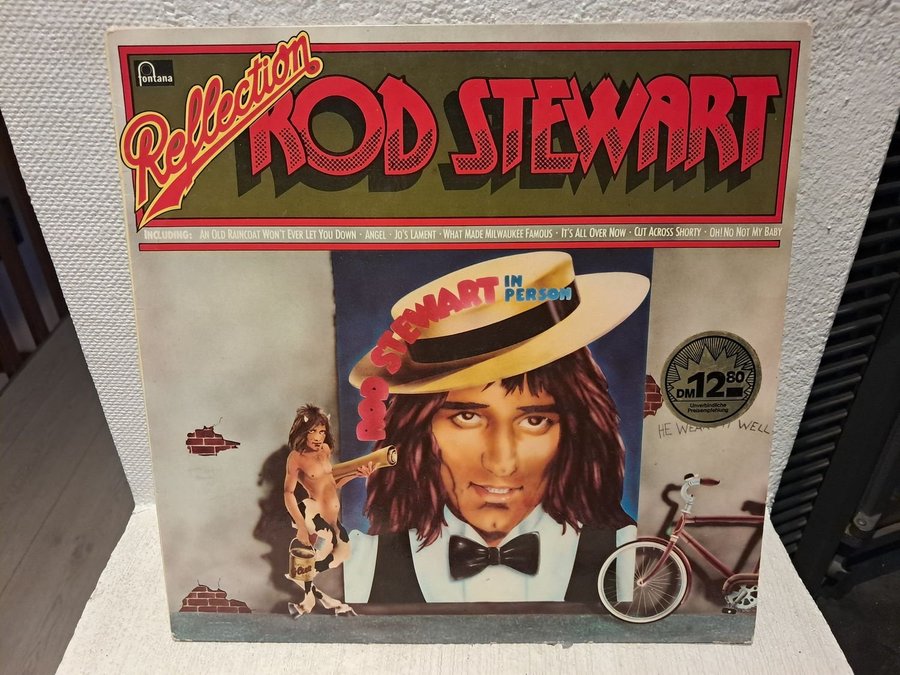 fontana
Reflection
ROD STEWART
INCLUDING: AN OLD RAINCOAT WON'T EVER LET YOU DOWN · ANGEL · JO'S LAMENT · WHAT MADE MILWAUKEE FAMOUS · IT'S ALL OVER NOW · CUT ACROSS SHORTY · OH! NO NOT MY BABY
ROD STEWART IN
PERSON
DM 12 80
Unverbindliche
Preisempfehlung
HE WEARS IT WELL